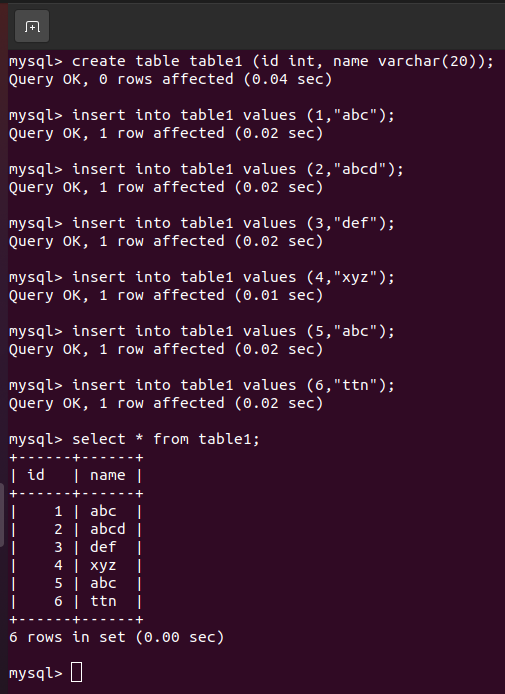 mysql> create table table1 (id int, name varchar(20));
Query OK, 0 rows affected (0.04 sec)

mysql> insert into table1 values (1,"abc");
Query OK, 1 row affected (0.02 sec)

mysql> insert into table1 values (2,"abcd");
Query OK, 1 row affected (0.02 sec)

mysql> insert into table1 values (3,"def");
Query OK, 1 row affected (0.02 sec)

mysql> insert into table1 values (4,"xyz");
Query OK, 1 row affected (0.01 sec)

mysql> insert into table1 values (5,"abc");
Query OK, 1 row affected (0.02 sec)

mysql> insert into table1 values (6,"ttn");
Query OK, 1 row affected (0.02 sec)

mysql> select * from table1;
+------+------+
| id   | name |
+------+------+
|    1 | abc  |
|    2 | abcd |
|    3 | def  |
|    4 | xyz  |
|    5 | abc  |
|    6 | ttn  |
+------+------+
6 rows in set (0.00 sec)

mysql>